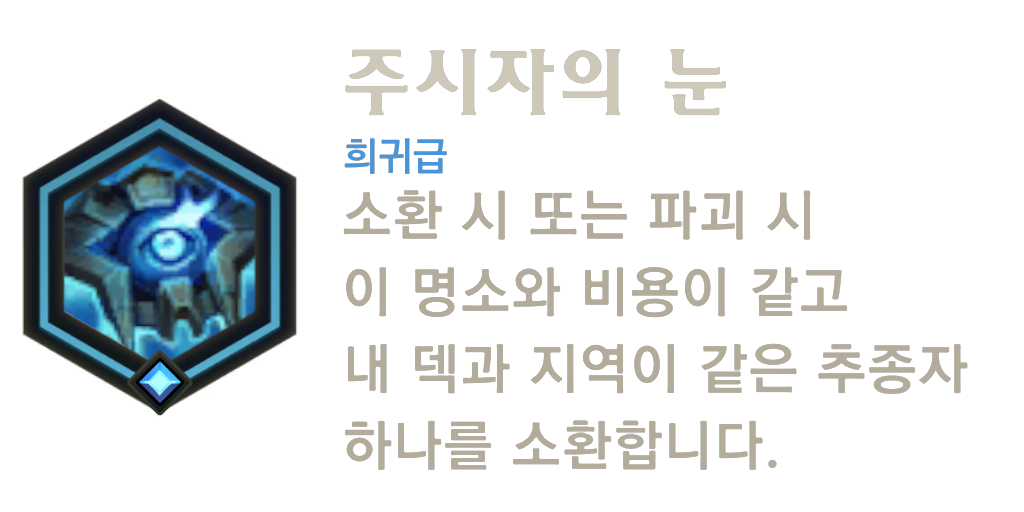 주시자의 눈
희귀급
소환 시 또는 파괴 시
이 명소와 비용이 같고
내 덱과 지역이 같은 추종자
하나를 소환합니다.